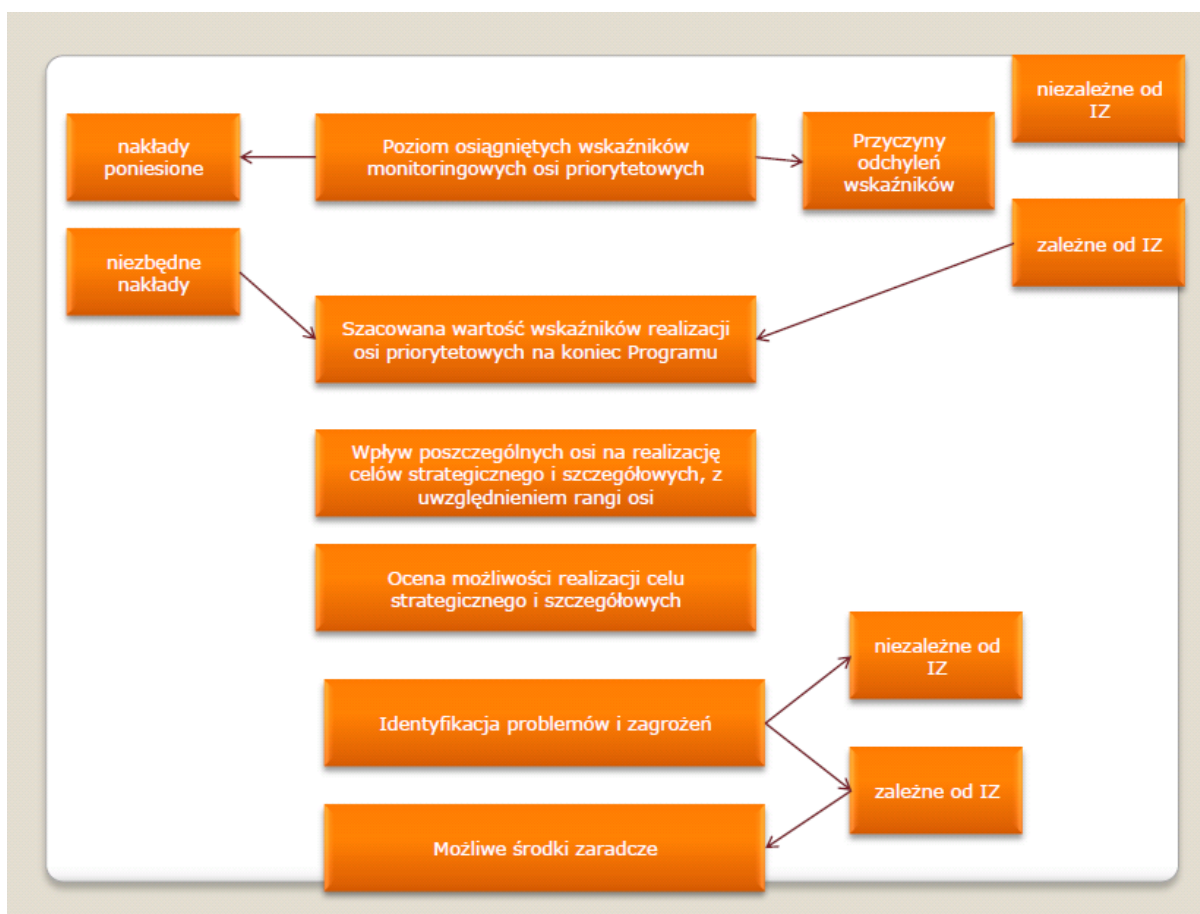 niezależne od
IZ
nakłady
poniesione
Poziom osiągniętych wskaźników
monitoringowych osi priorytetowych
Przyczyny
odchyleń
wskaźników
niezbędne
nakłady
zależne od IZ
Szacowana wartość wskaźników realizacji
osi priorytetowych na koniec Programu
Wpływ poszczególnych osi na realizację
celów strategicznego i szczegółowych, z
uwzględnieniem rangi osi
Ocena możliwości realizacji celu
strategicznego i szczegółowych
niezależne od
IZ
Identyfikacja problemów i zagrożeń
zależne od IZ
Możliwe środki zaradcze